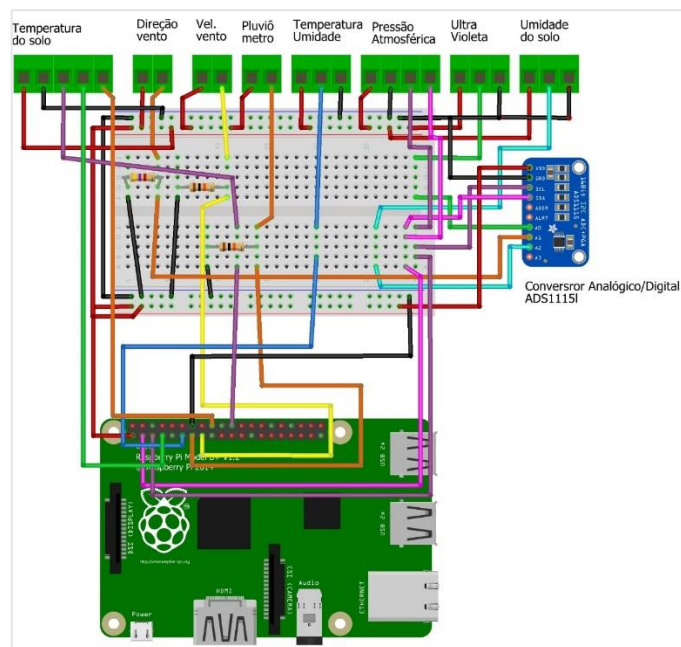 Temperatura
do solo
Direção
vento
Vel.
vento
Pluviô
metro
Temperatura
Umidade
Pressão
Atmosférica
Ultra
Violeta
Umidade
do solo
VDD
GND
SCL
SDA
ADDR
ALRT
A0
A1
A2
A3
ADS1115
Conversror Analógico/Digital
ADS1115l
Raspberry Pi Model B+ V1.2
Raspberry Pi 2014
DSI (DISPLAY)
USB 2x
USB 2x
CSI (CAMERA)
HDMI
Audio
ETHERNET
Power